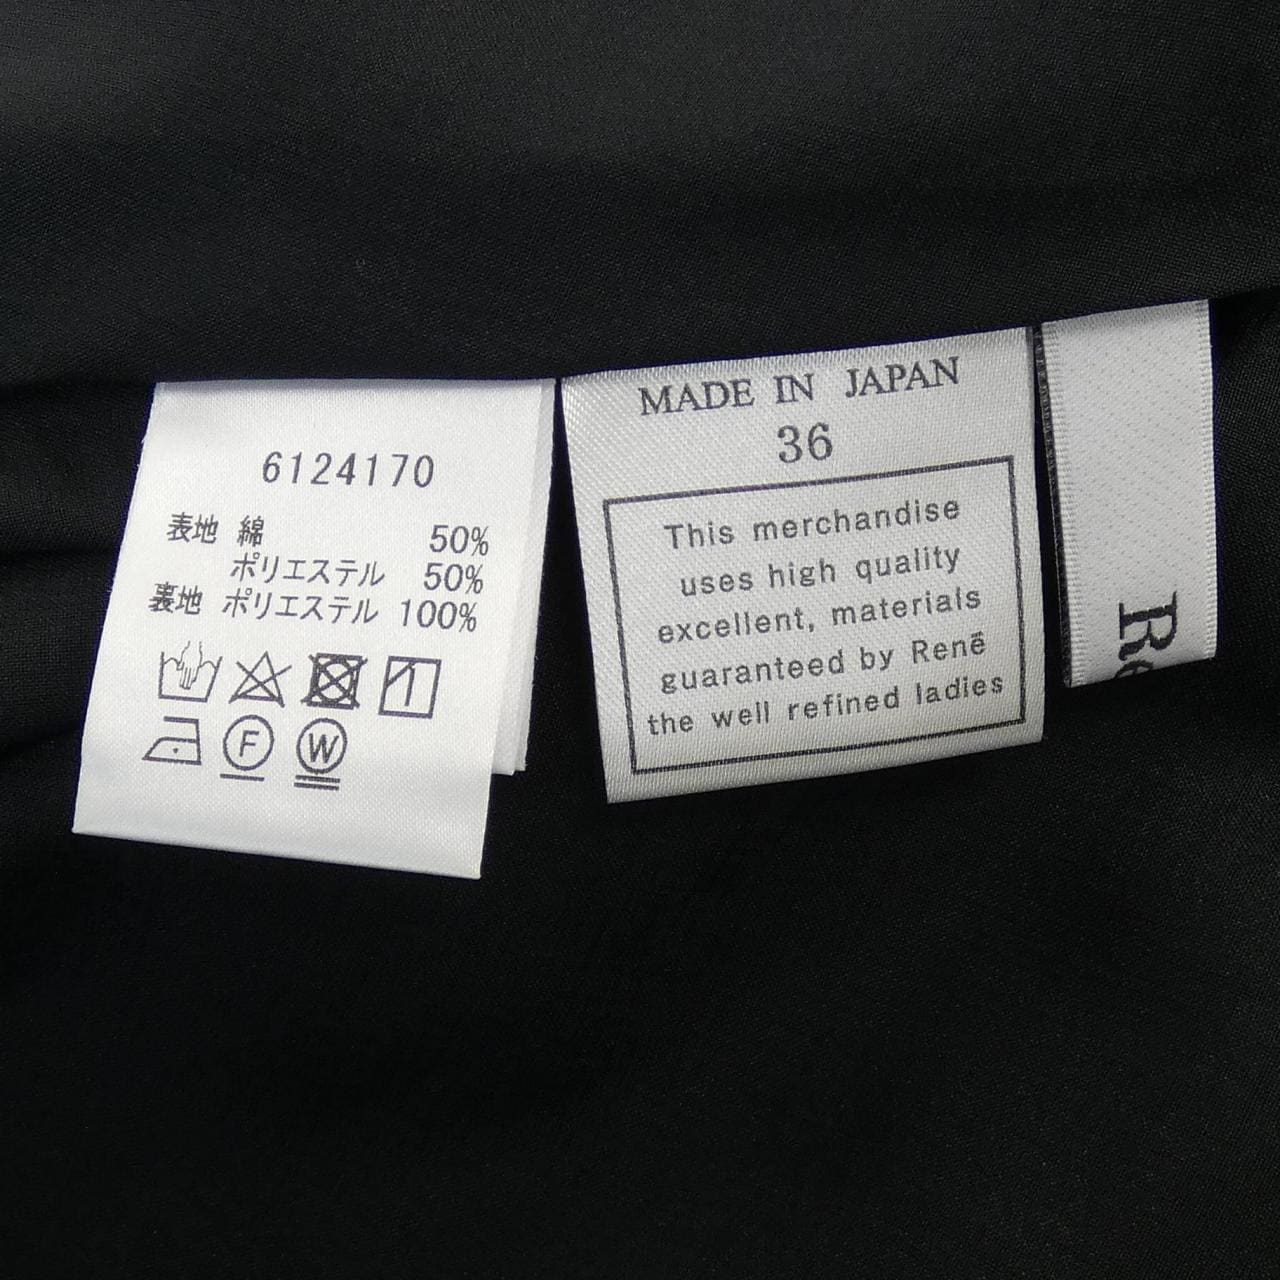 6124170
表地 綿 50%
ポリエステル 50%
裏地 ポリエステル 100%
F
W
MADE IN JAPAN
36
This merchandise
uses high quality
excellent, materials
guaranteed by Renē
the well refined ladies
Re